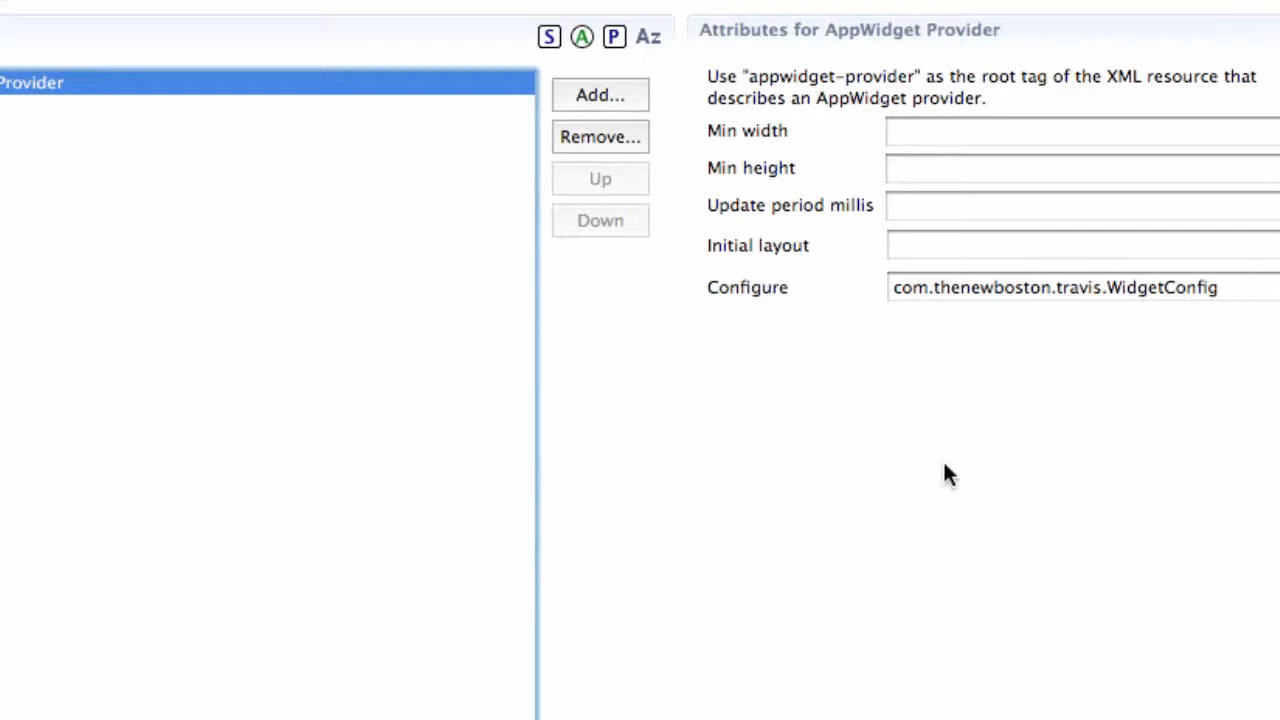 S A P Az
Provider
Add...
Remove...
Up
Down
Attributes for AppWidget Provider
Use "appwidget-provider" as the root tag of the XML resource that
describes an AppWidget provider.
Min width
Min height
Update period millis
Initial layout
Configure com.thenewboston.travis.WidgetConfig